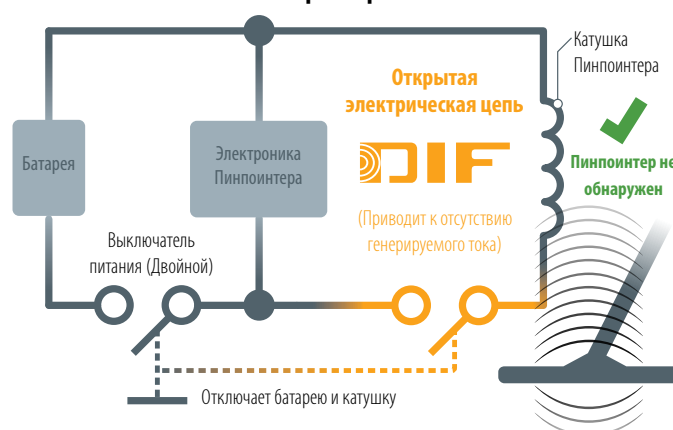 Катушка
Пинпоинтера
Открытая
электрическая цепь
DIF
Батарея
Электроника
Пинпоинтера
Пинпоинтер не
обнаружен
(Приводит к отсутствию
генерируемого тока)
Выключатель
питания (Двойной)
Отключает батарею и катушку